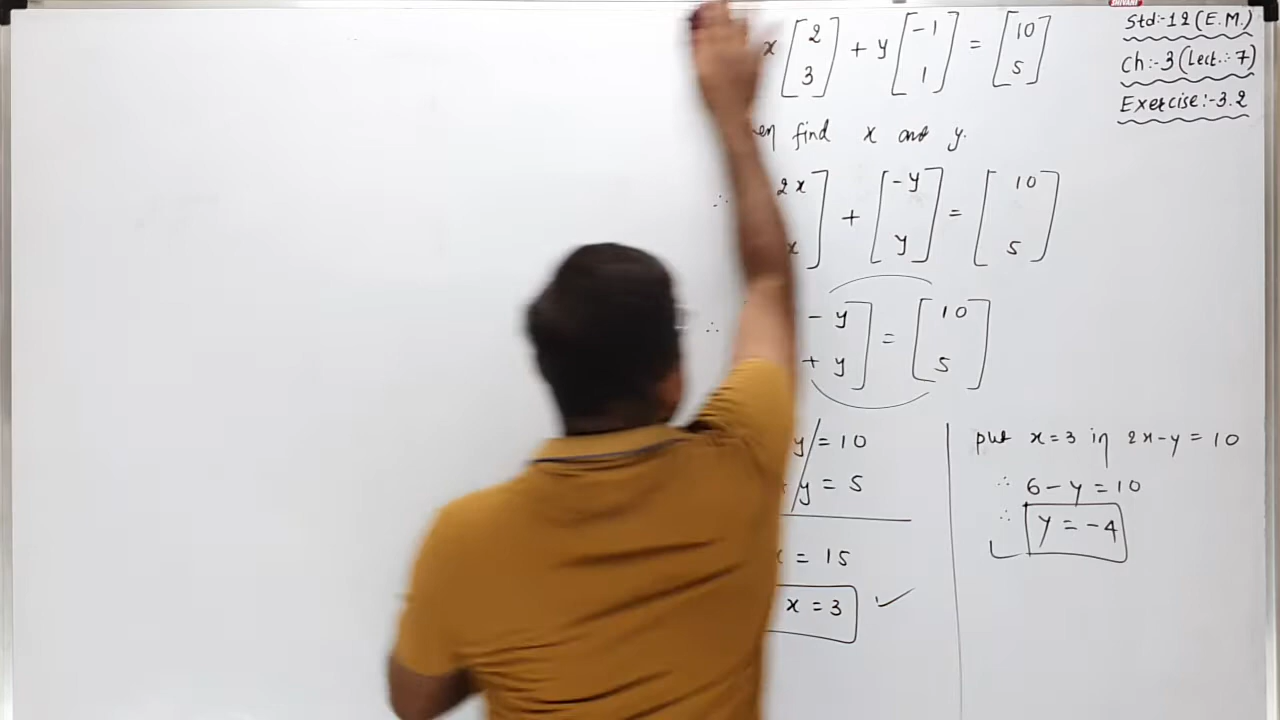 x [2 3] + y [-1 1] = [10 5]
find x and y.
∴ 2x x] + [-y y] = [10 5]
∴ - y + y] = [10 5]
y = 10
y = 5
x = 15
x = 3 ✓
put x=3 in 2x-y = 10
∴ 6 - y = 10
∴ y = -4
Std:-12 (E.M.)
Ch:-3 (Lect.:7)
Exercise:-3.2
SHIVANI